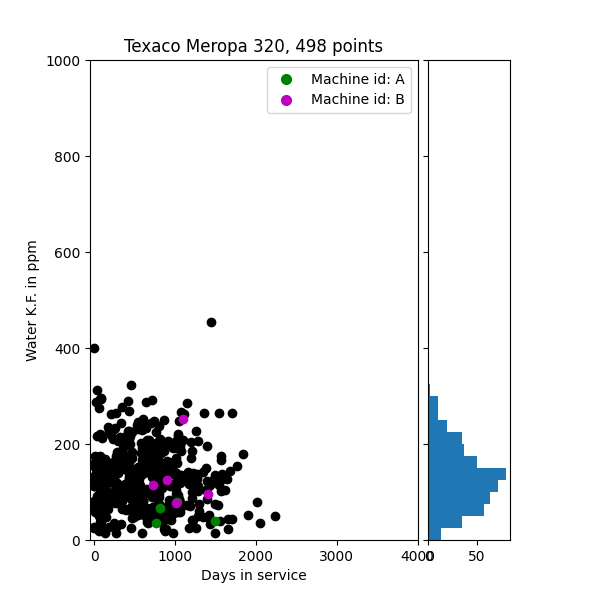 Texaco Meropa 320, 498 points
Machine id: A
Machine id: B
1000
800
600
400
200
0
Water K.F. in ppm
0 1000 2000 3000 4000
0 50
Days in service